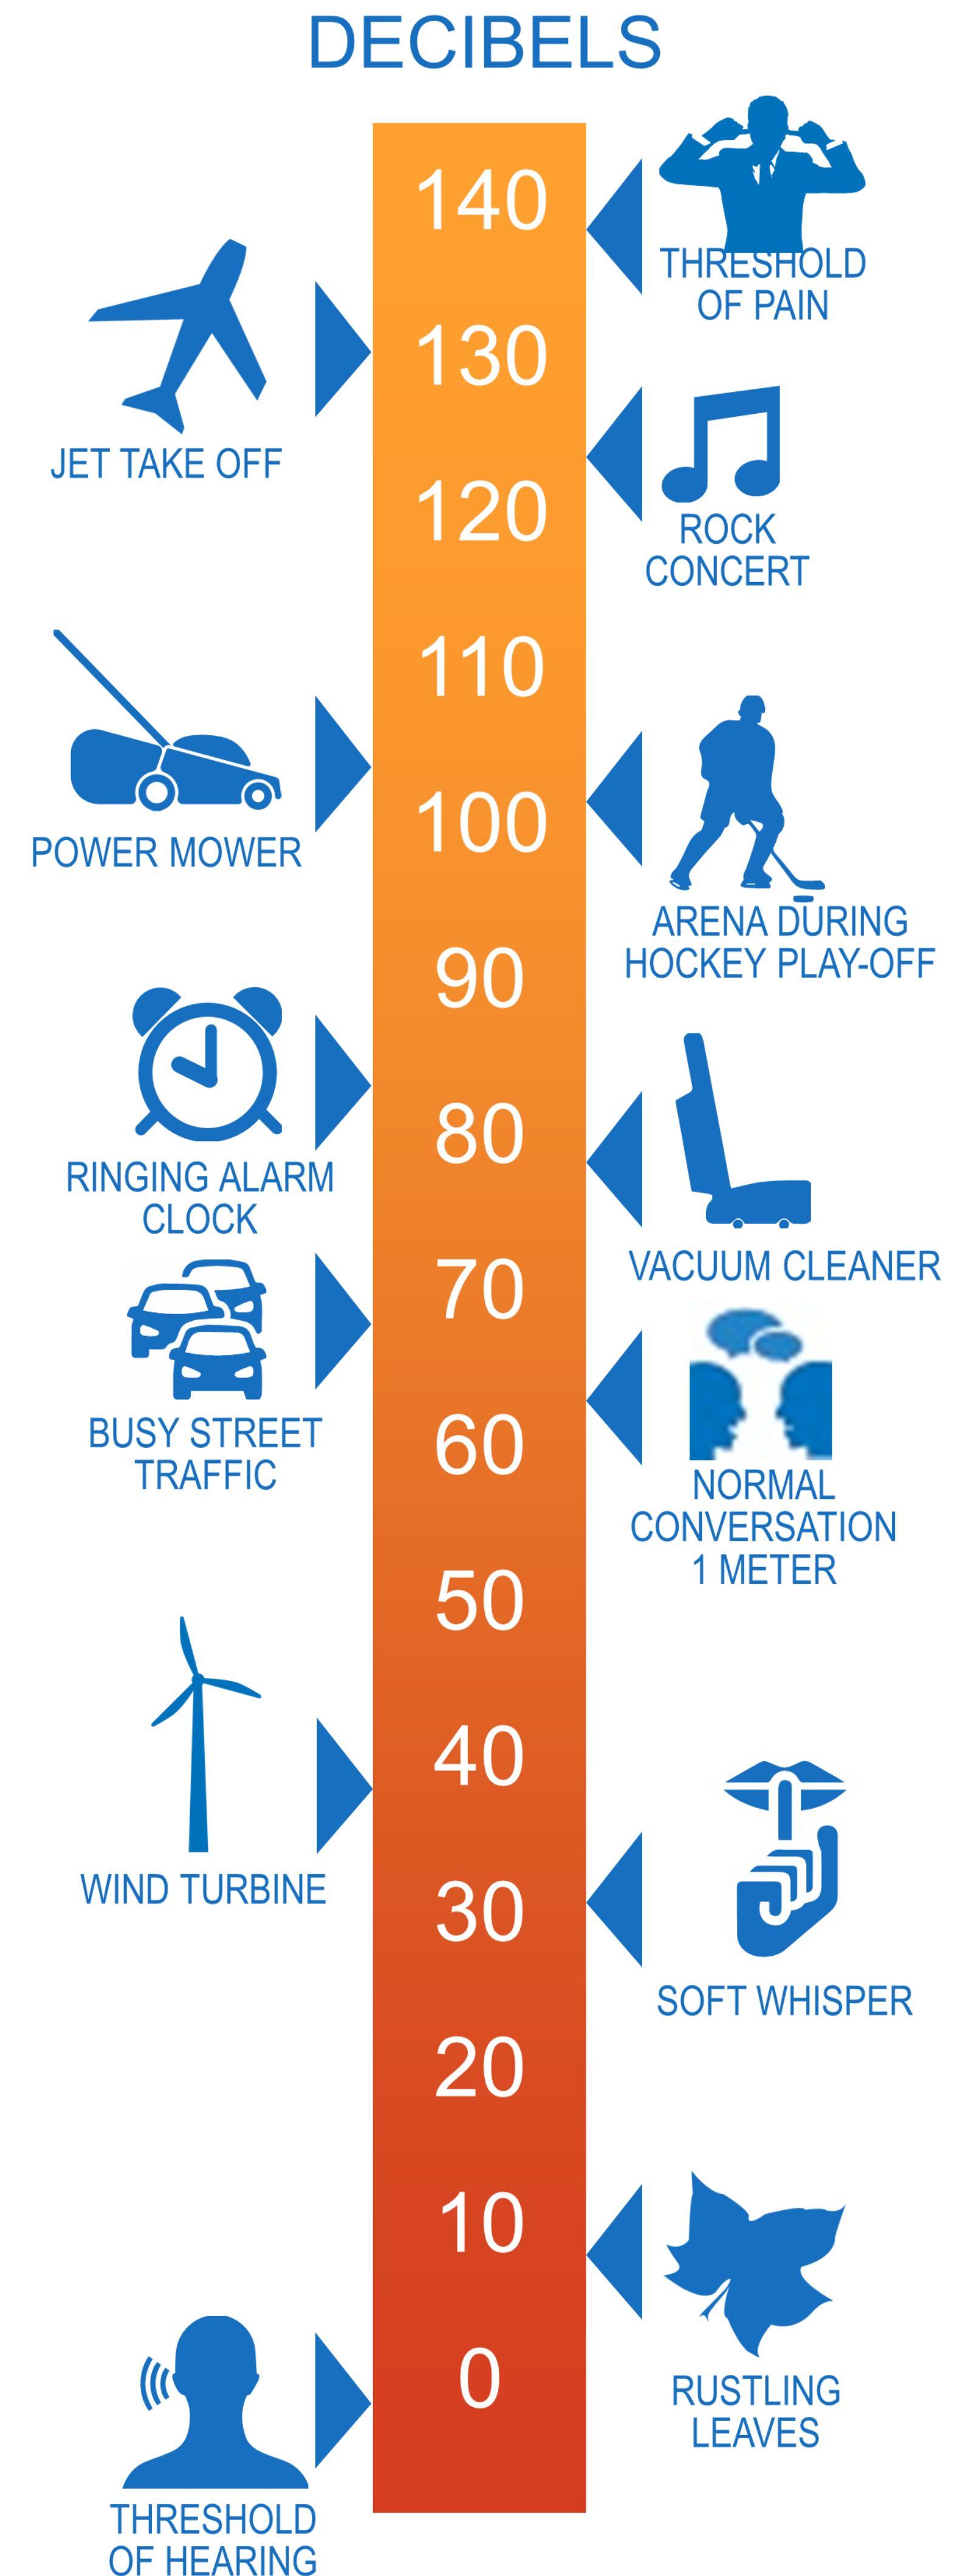 DECIBELS
140
THRESHOLD
OF PAIN
130
JET TAKE OFF
120
ROCK
CONCERT
110
100
POWER MOWER
ARENA DURING
HOCKEY PLAY-OFF
90
80
RINGING ALARM
CLOCK
VACUUM CLEANER
70
BUSY STREET
TRAFFIC
60
NORMAL
CONVERSATION
1 METER
50
40
WIND TURBINE
30
SOFT WHISPER
20
10
RUSTLING
LEAVES
0
THRESHOLD
OF HEARING